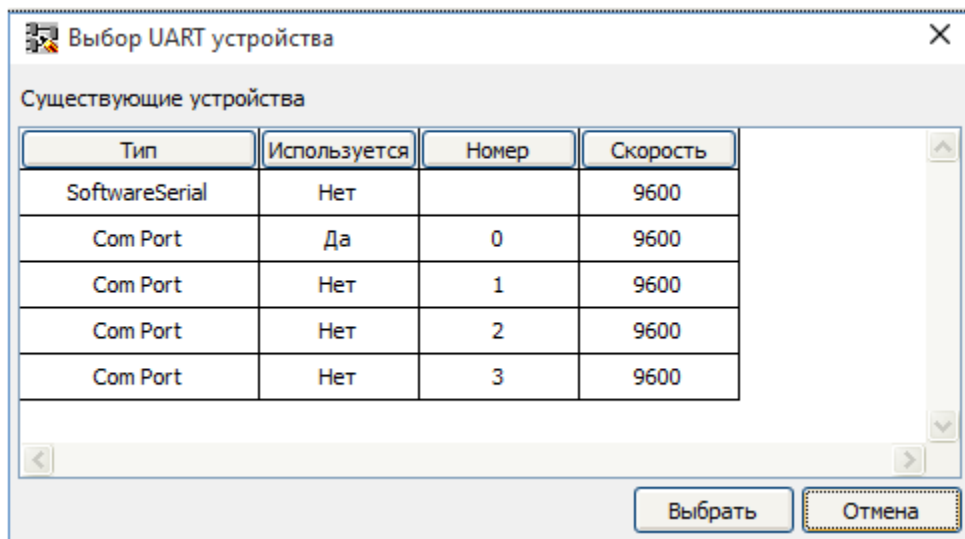 Выбор UART устройства
Существующие устройства
Тип Используется Номер Скорость
SoftwareSerial Нет 9600
Com Port Да 0 9600
Com Port Нет 1 9600
Com Port Нет 2 9600
Com Port Нет 3 9600
Выбрать Отмена